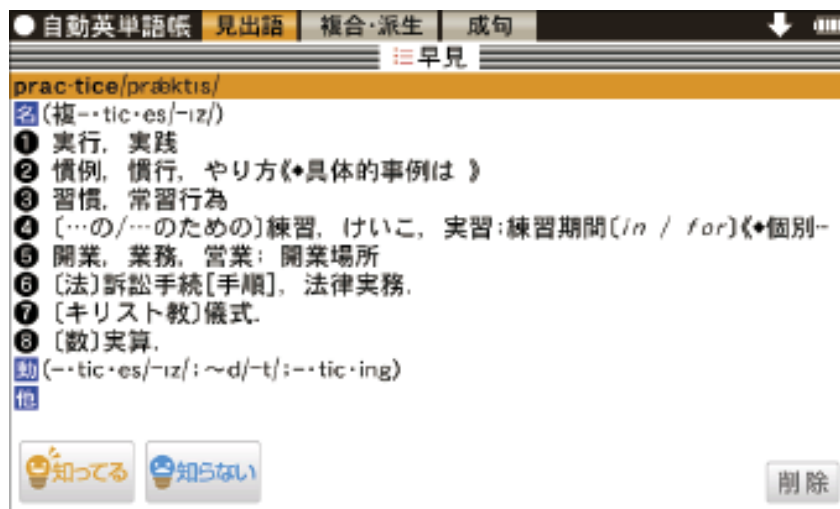 自動英単語帳 見出語 複合·派生 成句
早見
prac·tice/præktɪs/
名(複-·tic·es/-ɪz/)
❶ 実行, 実践
❷ 慣例, 慣行, やり方《◆具体的事例は 》
❸ 習慣, 常習行為
❹ 〔…の/…のための〕練習, けいこ, 実習:練習期間〔in / for〕《◆個別-
❺ 開業, 業務, 営業; 開業場所
❻ 〔法〕訴訟手続[手順], 法律実務.
❼ 〔キリスト教〕儀式.
❽ 〔数〕実算.
動(-·tic·es/-ɪz/;~d/-t/;-·tic·ing)
他
知ってる 知らない 削除